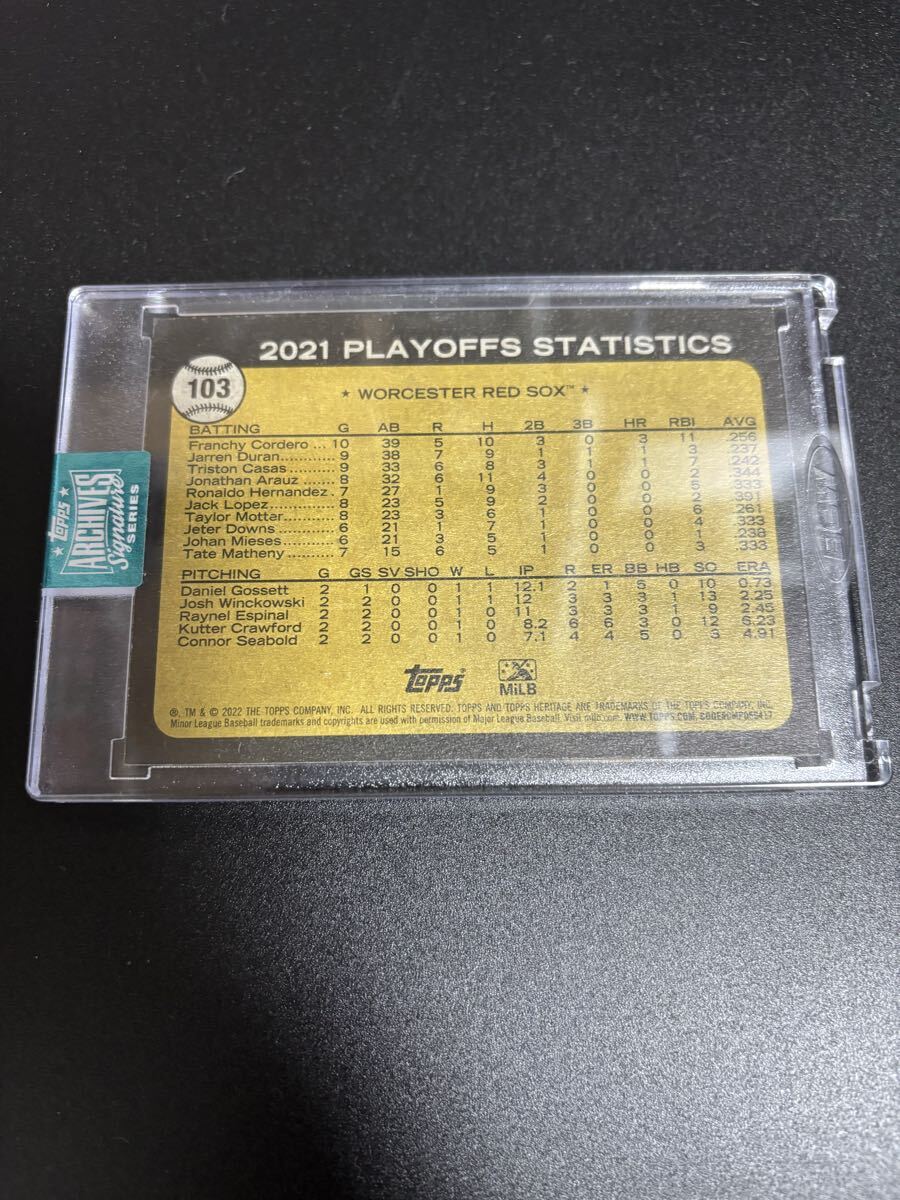 2021 PLAYOFFS STATISTICS
103
★ WORCESTER RED SOX™ ★
BATTING G AB R H 2B 3B HR RBI AVG
Franchy Cordero ... 10 39 5 10 3 0 3 11 .256
Jarren Duran ............ 9 38 7 9 1 1 1 3 .237
Triston Casas ........... 9 33 6 8 3 1 1 7 .242
Jonathan Arauz ....... 8 32 6 11 4 0 0 2 .344
Ronaldo Hernandez . 7 27 1 9 3 0 0 5 .333
Jack Lopez ............... 8 23 5 9 2 0 0 2 .391
Taylor Motter ........... 8 23 3 6 1 0 0 6 .261
Jeter Downs ............. 6 21 1 7 1 0 0 4 .333
Johan Mieses ........... 6 21 3 5 1 0 0 1 .238
Tate Matheny .......... 7 15 6 5 1 0 0 3 .333
PITCHING G GS SV SHO W L IP R ER BB HB SO ERA
Daniel Gossett 2 1 0 0 1 1 12.1 2 1 5 0 10 0.73
Josh Winckowski 2 2 0 0 1 1 12 3 3 3 1 13 2.25
Raynel Espinal 2 2 0 0 1 0 11 3 3 3 1 9 2.45
Kutter Crawford 2 2 0 0 1 0 8.2 6 6 3 0 12 6.23
Connor Seabold 2 2 0 0 1 0 7.1 4 4 5 0 3 4.91
TOPPS
MiLB
®, TM & © 2022 THE TOPPS COMPANY, INC. ALL RIGHTS RESERVED. TOPPS AND TOPPS HERITAGE ARE TRADEMARKS OF THE TOPPS COMPANY, INC.
Minor League Baseball trademarks and copyrights are used with permission of Major League Baseball. Visit milb.com. WWW.TOPPS.COM.
★ TOPPS ★
ARCHIVES
Signature
SERIES